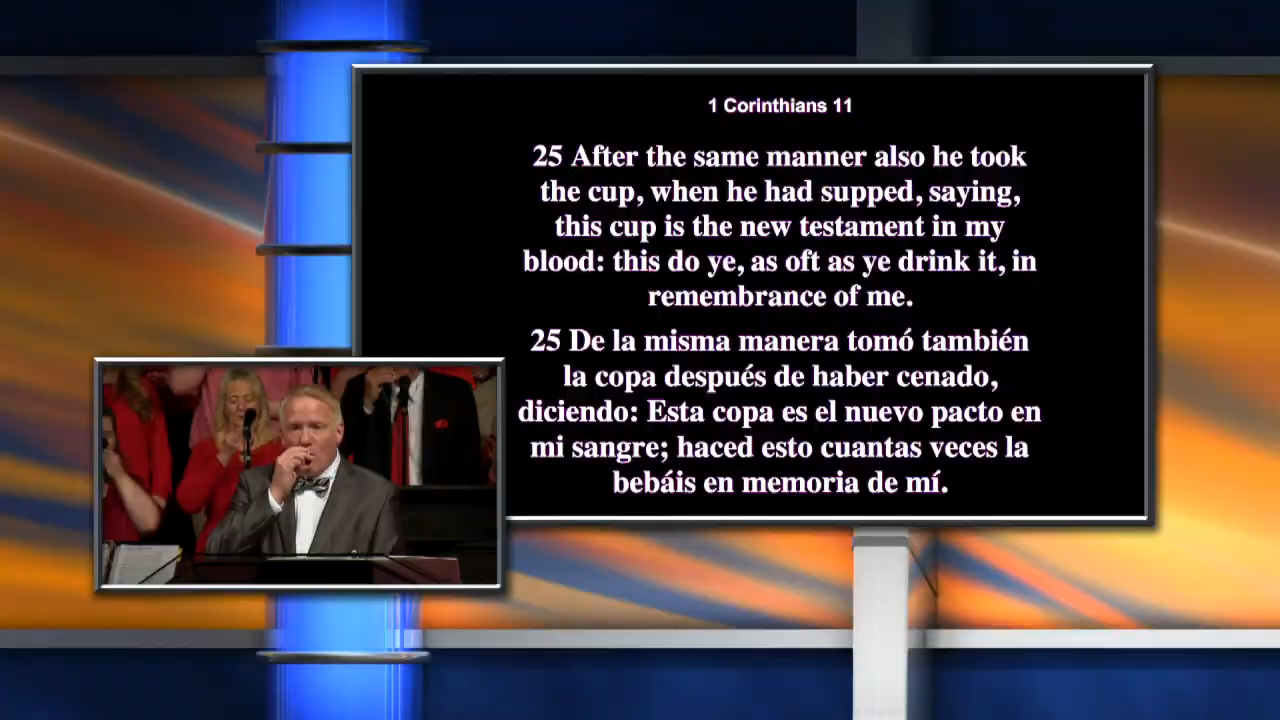 1 Corinthians 11
25 After the same manner also he took
the cup, when he had supped, saying,
this cup is the new testament in my
blood: this do ye, as oft as ye drink it, in
remembrance of me.
25 De la misma manera tomó también
la copa después de haber cenado,
diciendo: Esta copa es el nuevo pacto en
mi sangre; haced esto cuantas veces la
bebáis en memoria de mí.